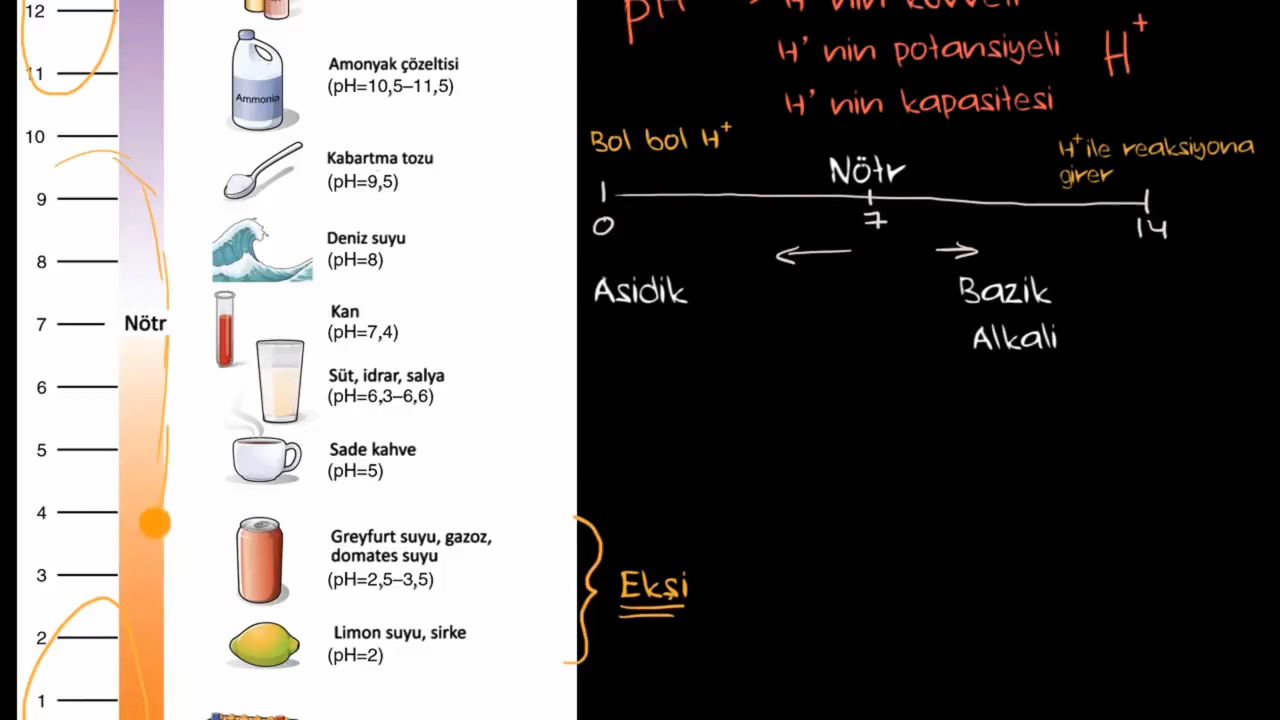 12
11
10
9
8
7
6
5
4
3
2
1
Nötr
Ammonia
Amonyak çözeltisi
(pH=10,5–11,5)
Kabartma tozu
(pH=9,5)
Deniz suyu
(pH=8)
Kan
(pH=7,4)
Süt, idrar, salya
(pH=6,3–6,6)
Sade kahve
(pH=5)
Greyfurt suyu, gazoz,
domates suyu
(pH=2,5–3,5)
Limon suyu, sirke
(pH=2)
Ekşi
pH
H' nin kuvveti
H' nin potansiyeli H⁺
H' nin kapasitesi
Bol bol H⁺
H⁺ ile reaksiyona
girer
Nötr
0 7 14
Asidik Bazik
Alkali